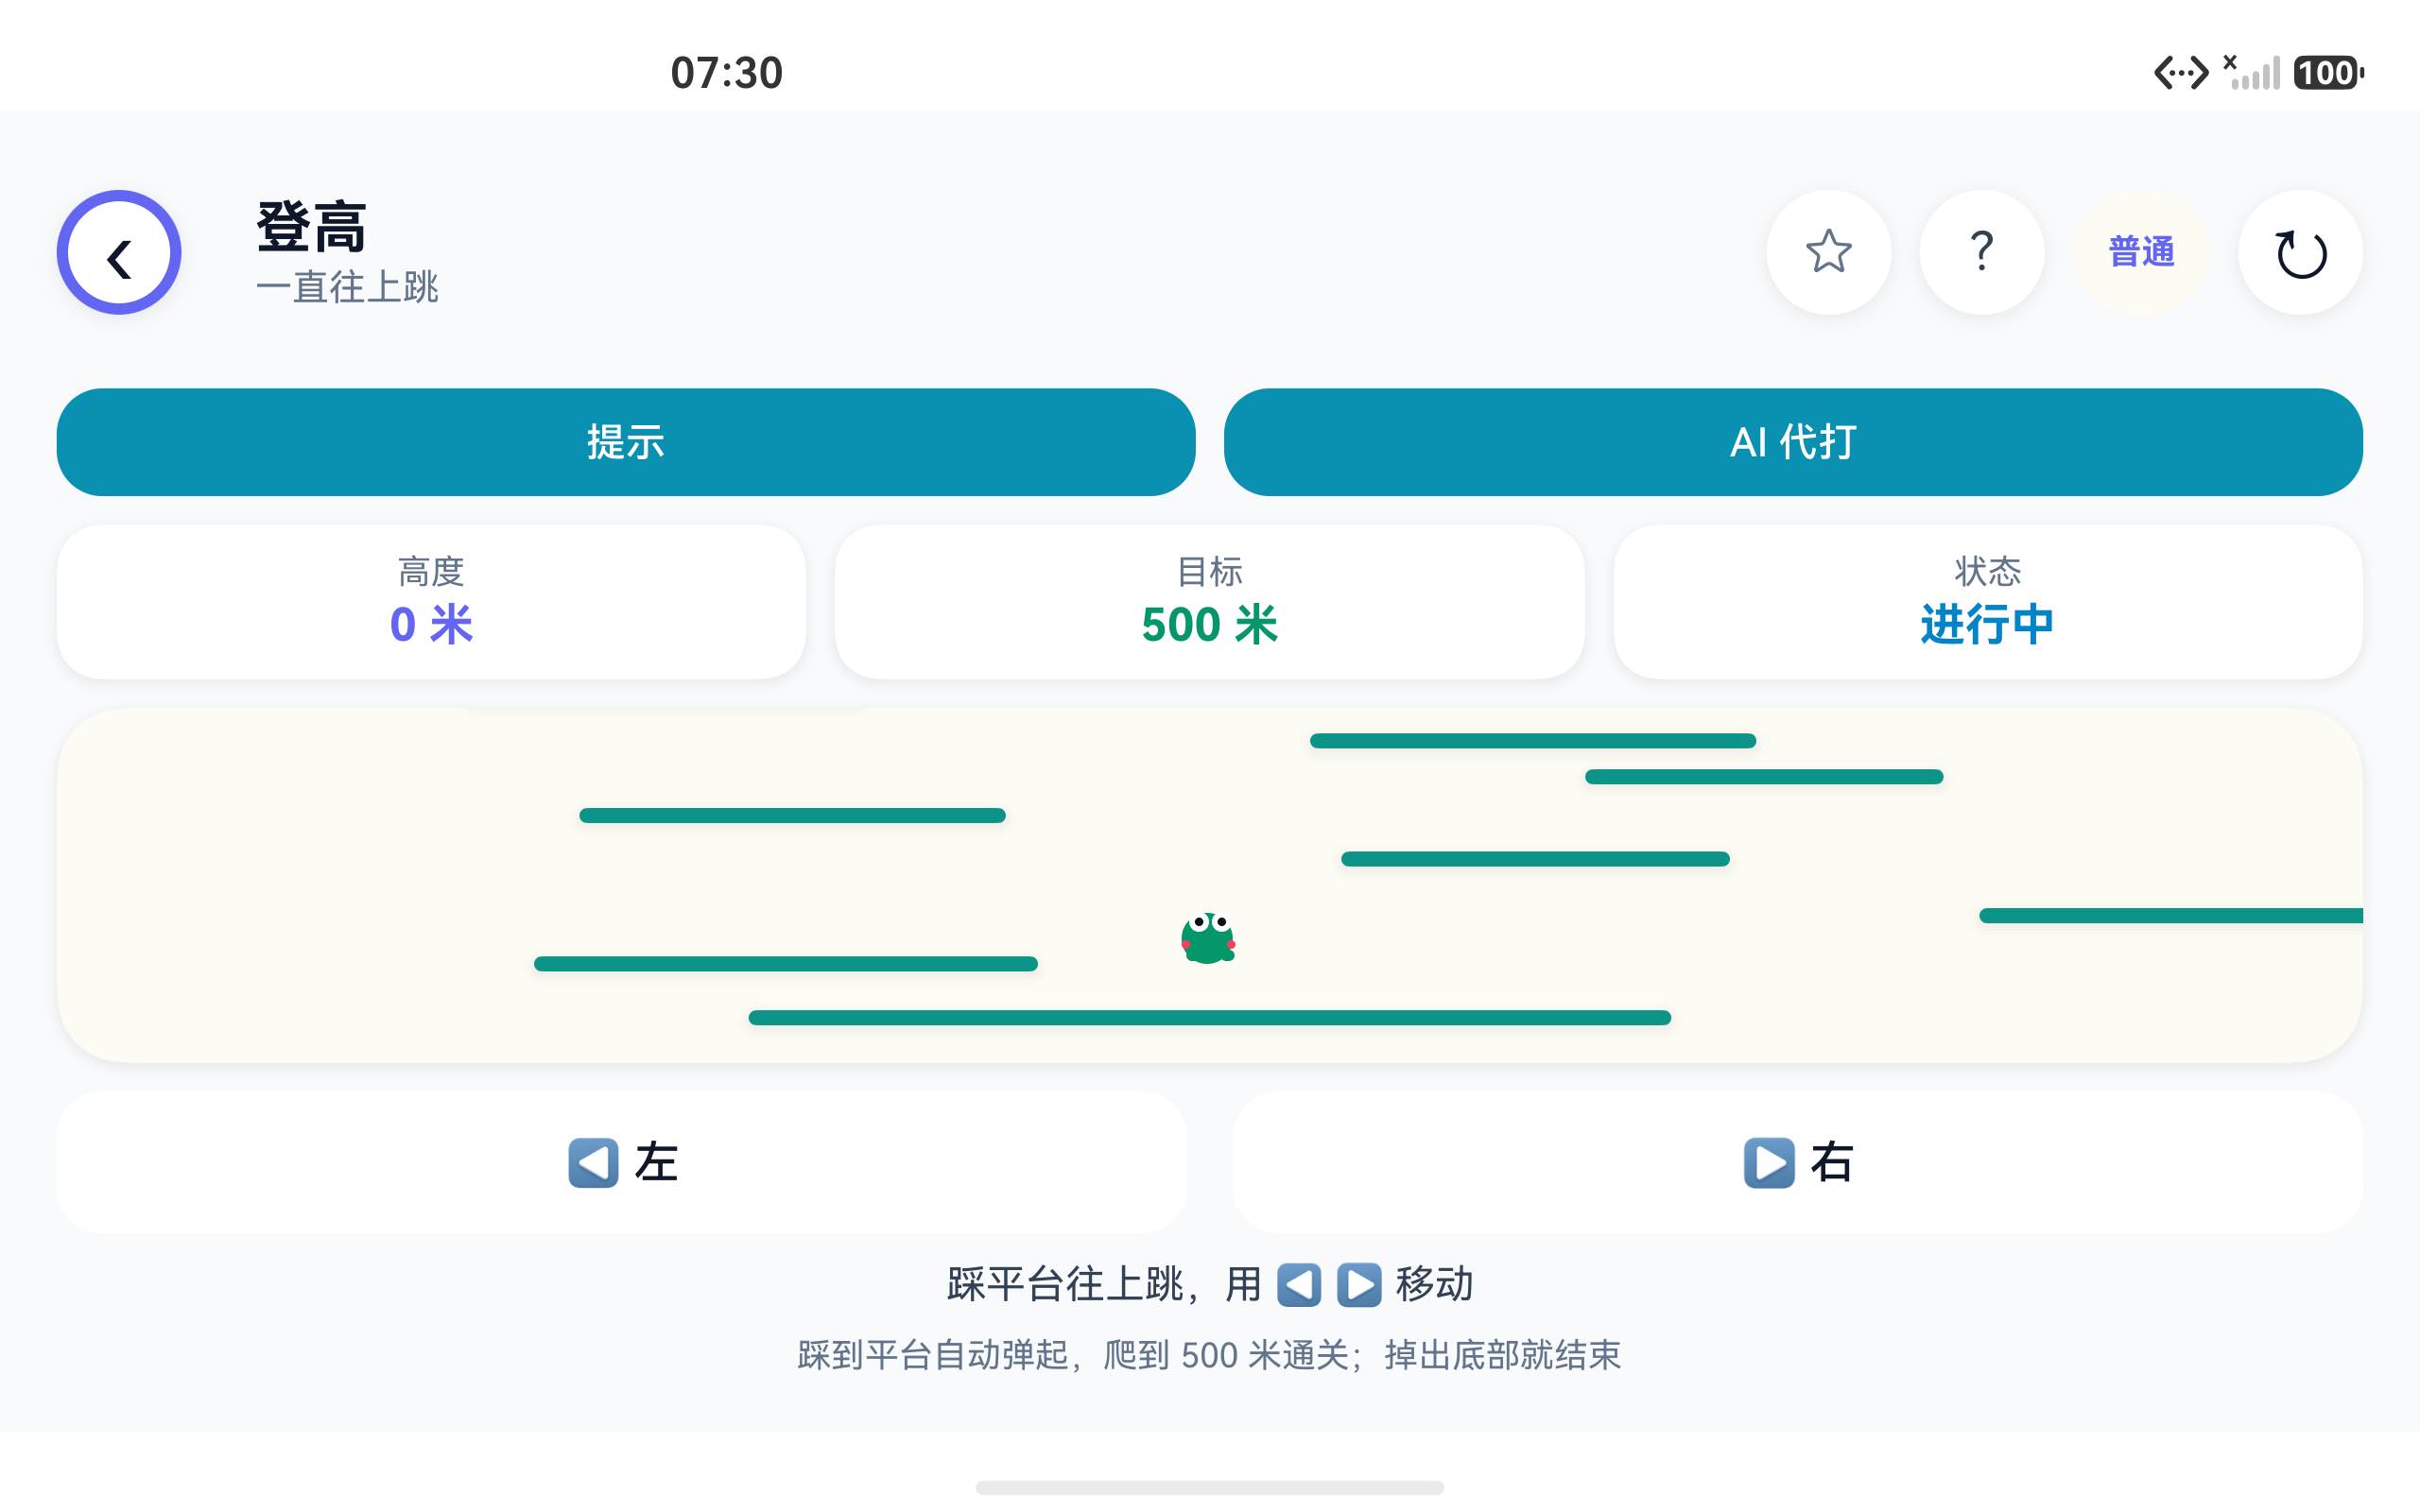 07:30
100
登高
一直往上跳
?
普通
提示
AI 代打
高度
0 米
目标
500 米
状态
进行中
左
右
踩平台往上跳，用 ◀ ▶ 移动
踩到平台自动弹起，爬到 500 米通关；掉出底部就结束